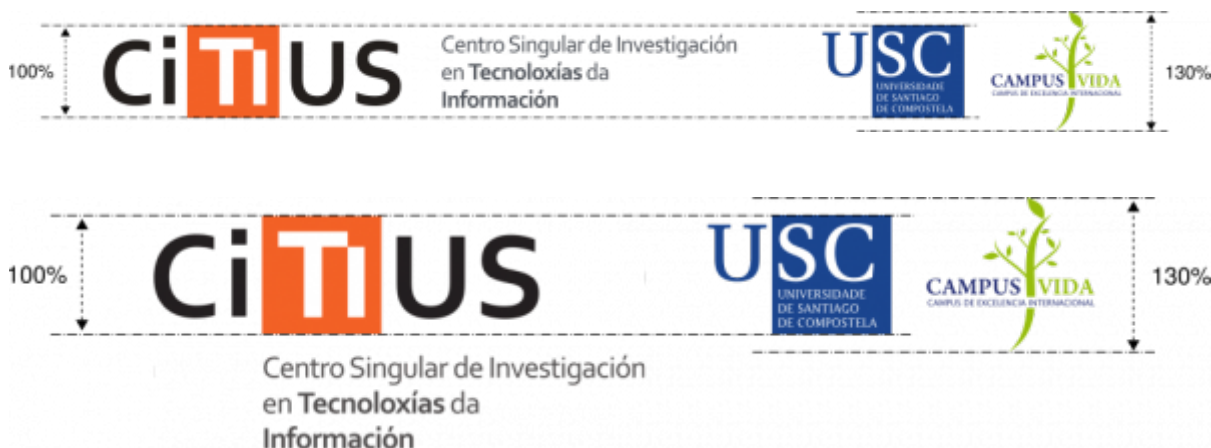 100%
CiTIUS
Centro Singular de Investigación
en Tecnoloxías da
Información
USC
UNIVERSIDADE
DE SANTIAGO
DE COMPOSTELA
CAMPUS VIDA
CAMPUS DE EXCELENCIA INTERNACIONAL
130%
100%
CiTIUS
Centro Singular de Investigación
en Tecnoloxías da
Información
USC
UNIVERSIDADE
DE SANTIAGO
DE COMPOSTELA
CAMPUS VIDA
CAMPUS DE EXCELENCIA INTERNACIONAL
130%